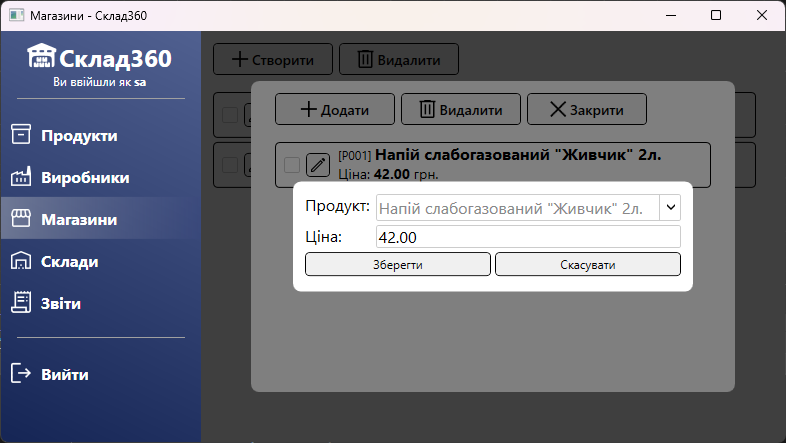 Магазини - Склад360
Склад360
Ви ввійшли як sa
Продукти
Виробники
Магазини
Склади
Звіти
Вийти
Створити
Видалити
Додати
Видалити
Закрити
[P001] Напій слабогазований "Живчик" 2л.
Ціна: 42.00 грн.
Продукт: Напій слабогазований "Живчик" 2л.
Ціна: 42.00
Зберегти
Скасувати